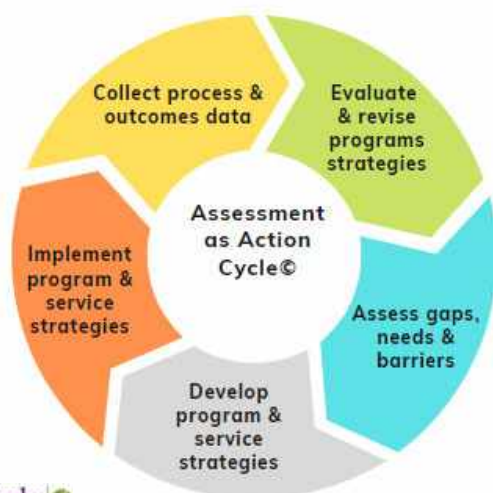 Collect process &
outcomes data
Evaluate
& revise
programs
strategies
Assessment
as Action
Cycle©
Implement
program &
service
strategies
Assess gaps,
needs &
barriers
Develop
program &
service
strategies